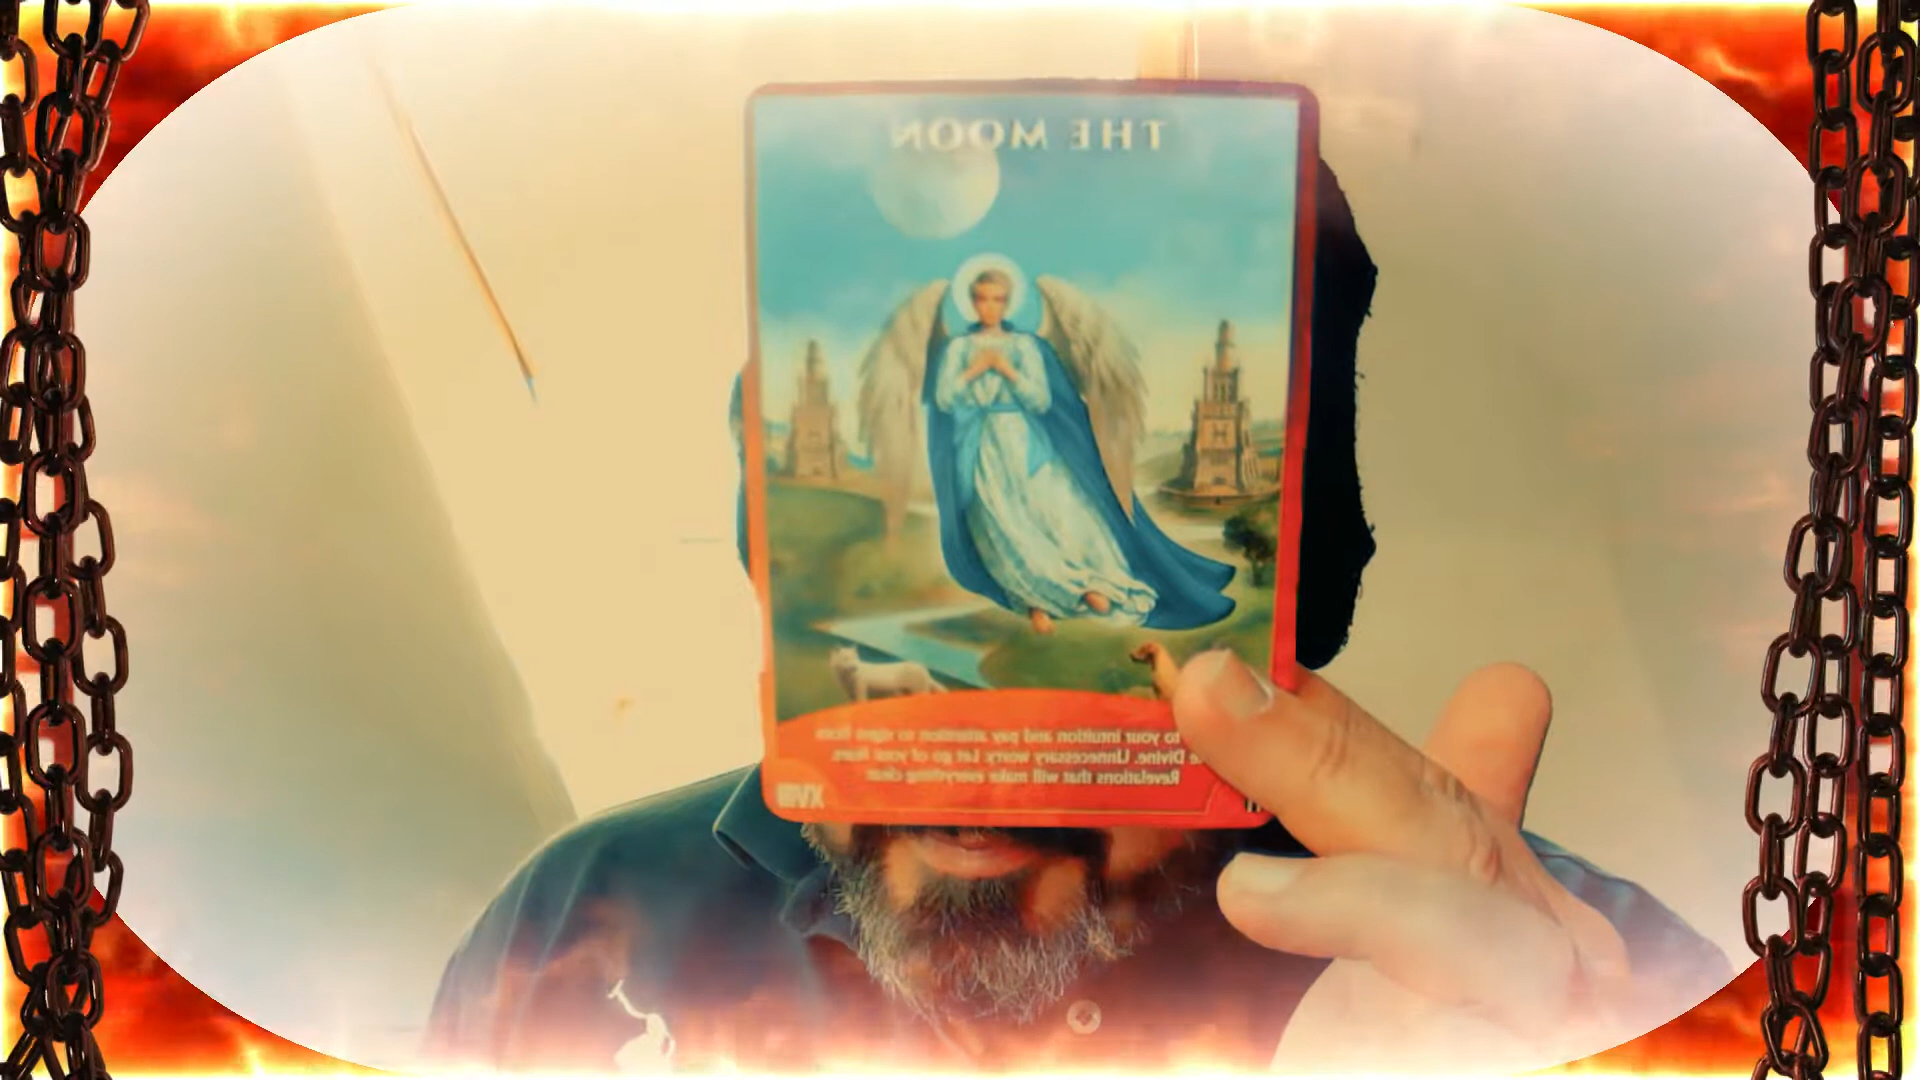 THE MOON
to your intuition and pay attention to signs from
Divine. Unnecessary worry. Let go of your fears.
Revelations that will make everything clear.
XVIII